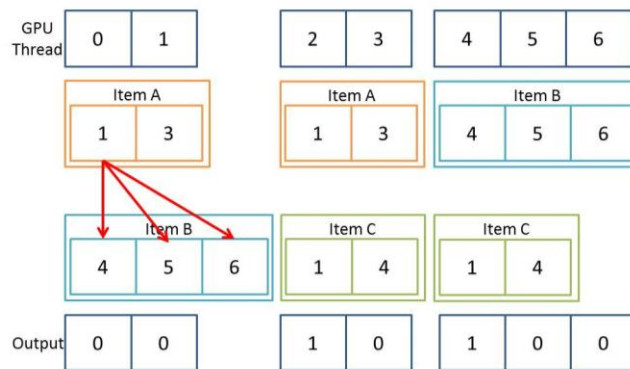 GPU Thread 0 1 2 3 4 5 6
Item A Item A Item B
1 3 1 3 4 5 6
Item B Item C Item C
4 5 6 1 4 1 4
Output 0 0 1 0 1 0 0